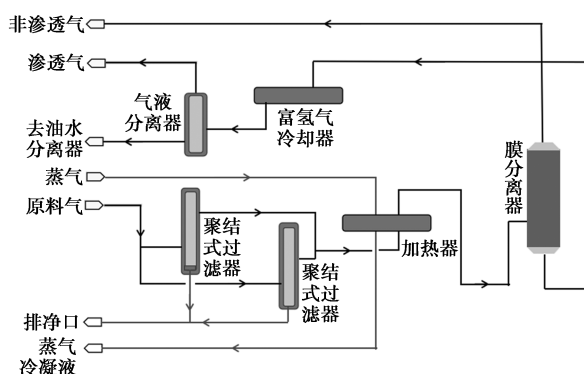 非渗透气
渗透气
气液
分离器
富氢气
冷却器
去油水
分离器
膜
分
离
器
蒸气
原料气
聚结
式过
滤器
加热器
聚结
式过
滤器
排净口
蒸气
冷凝液